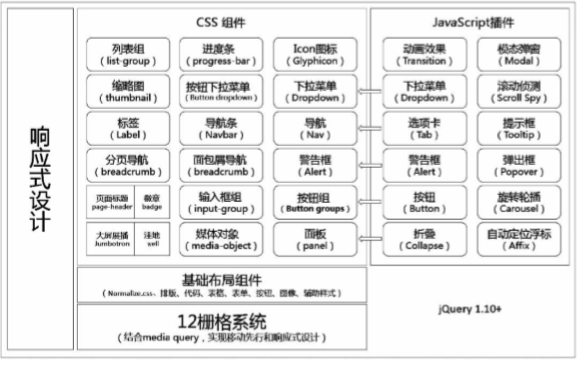 响应式设计
CSS 组件
列表组
(list-group)
进度条
(progress-bar)
Icon图标
(Glyphicon)
缩略图
(thumbnail)
按钮下拉菜单
(Button dropdown)
下拉菜单
(Dropdown)
标签
(Label)
导航条
(Navbar)
导航
(Nav)
分页导航
(breadcrumb)
面包屑导航
(breadcrumb)
警告框
(Alert)
页面标题
page-header
徽章
badge
输入框组
(input-group)
按钮组
(Button groups)
大屏展播
Jumbotron
洼地
well
媒体对象
(media-object)
面板
(panel)
JavaScript插件
动画效果
(Transition)
模态弹窗
(Modal)
下拉菜单
(Dropdown)
滚动侦测
(Scroll Spy)
选项卡
(Tab)
提示框
(Tooltip)
警告框
(Alert)
弹出框
(Popover)
按钮
(Button)
旋转轮播
(Carousel)
折叠
(Collapse)
自动定位浮标
(Affix)
jQuery 1.10+
基础布局组件
(Normalize.css、排版、代码、表格、表单、按钮、图像、辅助样式)
12栅格系统
(结合media query,实现移动先行和响应式设计)